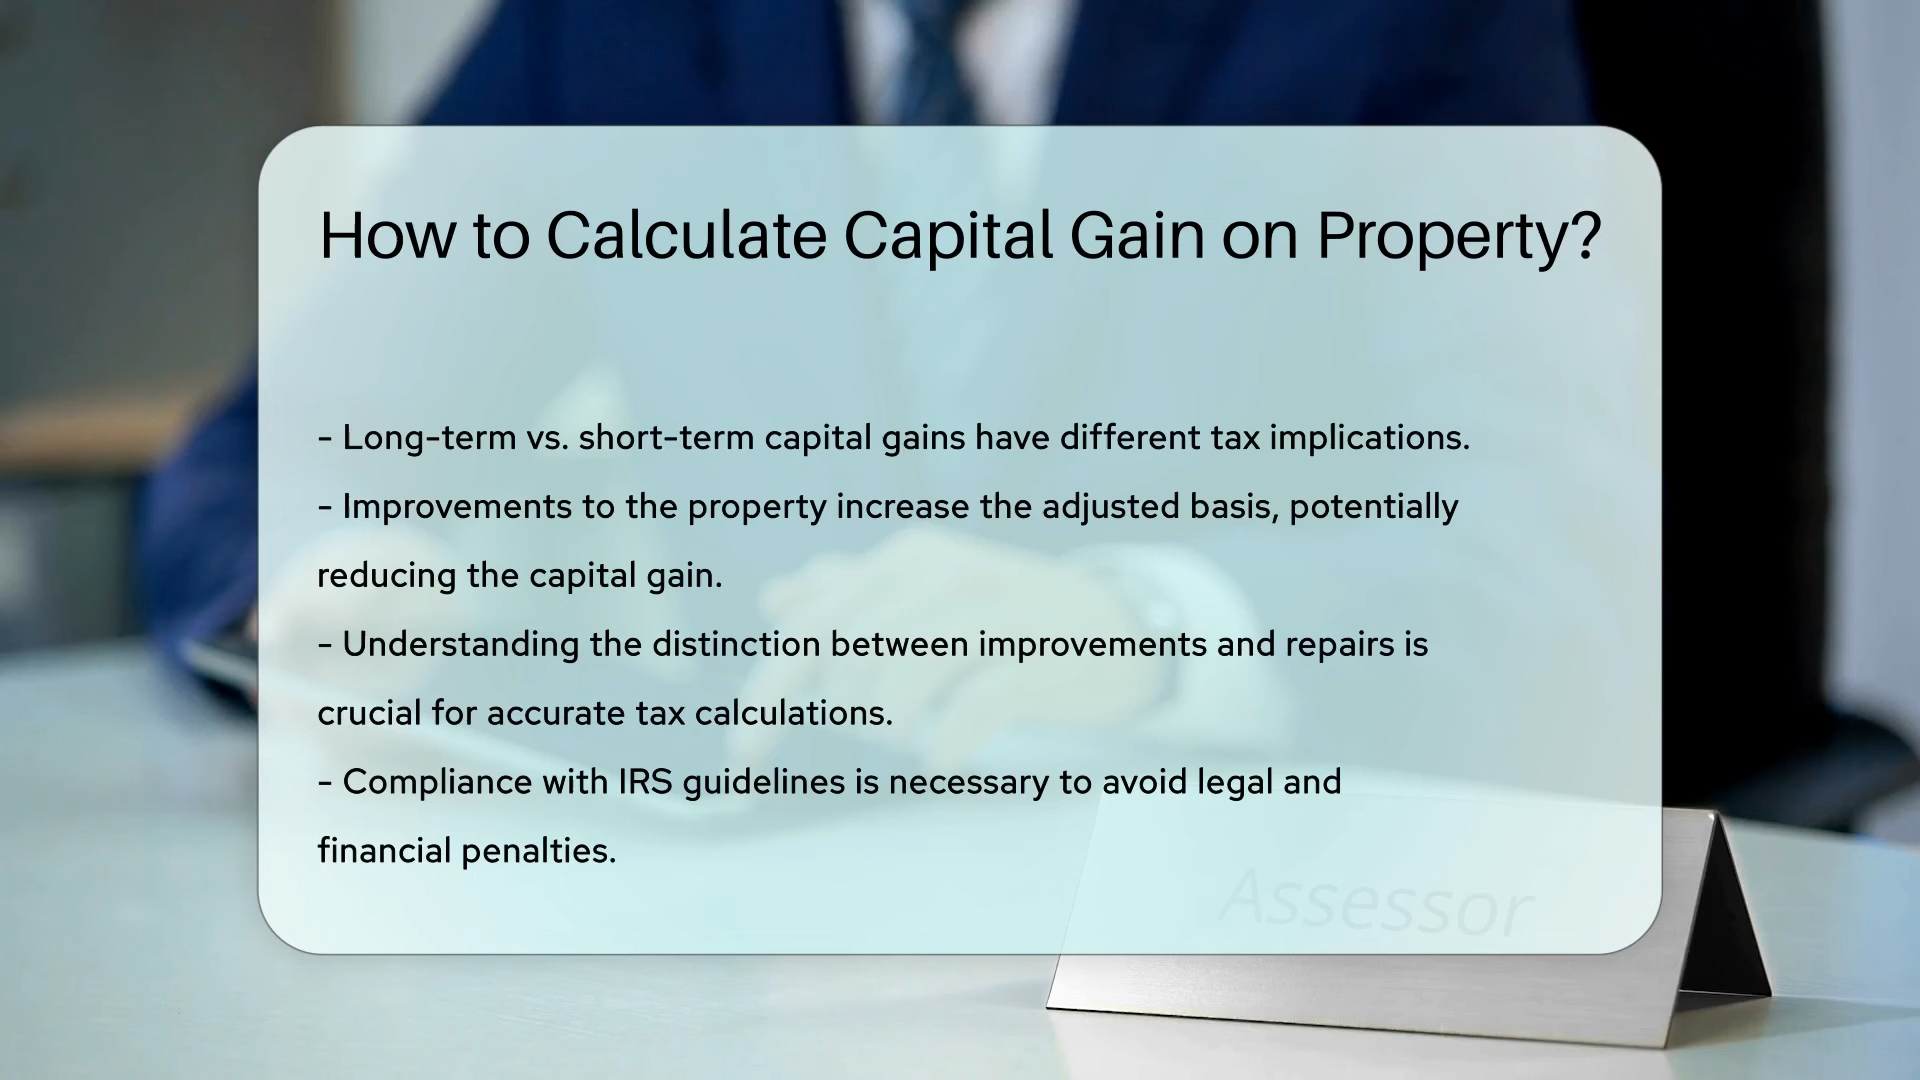 How to Calculate Capital Gain on Property?
- Long-term vs. short-term capital gains have different tax implications.
- Improvements to the property increase the adjusted basis, potentially
reducing the capital gain.
- Understanding the distinction between improvements and repairs is
crucial for accurate tax calculations.
- Compliance with IRS guidelines is necessary to avoid legal and
financial penalties.
Assessor